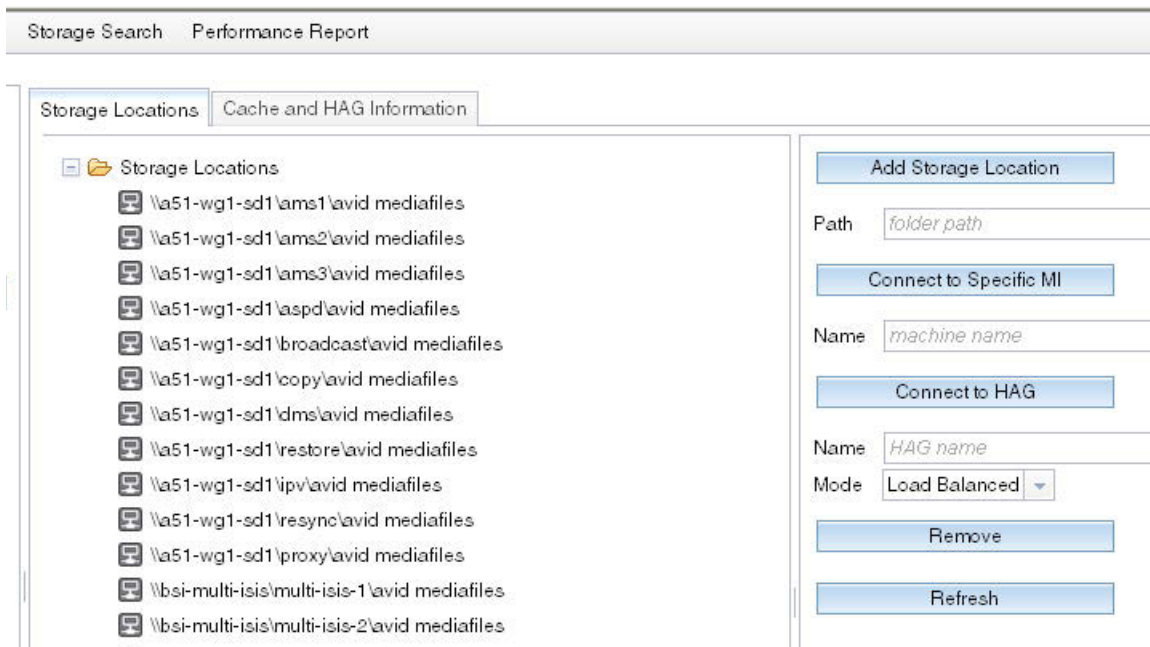 Storage Search Performance Report
Storage Locations Cache and HAG Information
Storage Locations
\\a51-wg1-sd1\ams1\avid mediafiles
\\a51-wg1-sd1\ams2\avid mediafiles
\\a51-wg1-sd1\ams3\avid mediafiles
\\a51-wg1-sd1\aspd\avid mediafiles
\\a51-wg1-sd1\broadcast\avid mediafiles
\\a51-wg1-sd1\copy\avid mediafiles
\\a51-wg1-sd1\dms\avid mediafiles
\\a51-wg1-sd1\restore\avid mediafiles
\\a51-wg1-sd1\ipv\avid mediafiles
\\a51-wg1-sd1\resync\avid mediafiles
\\a51-wg1-sd1\proxy\avid mediafiles
\\bsi-multi-isis\multi-isis-1\avid mediafiles
\\bsi-multi-isis\multi-isis-2\avid mediafiles
Add Storage Location
Path folder path
Connect to Specific MI
Name machine name
Connect to HAG
Name HAG name
Mode Load Balanced
Remove
Refresh